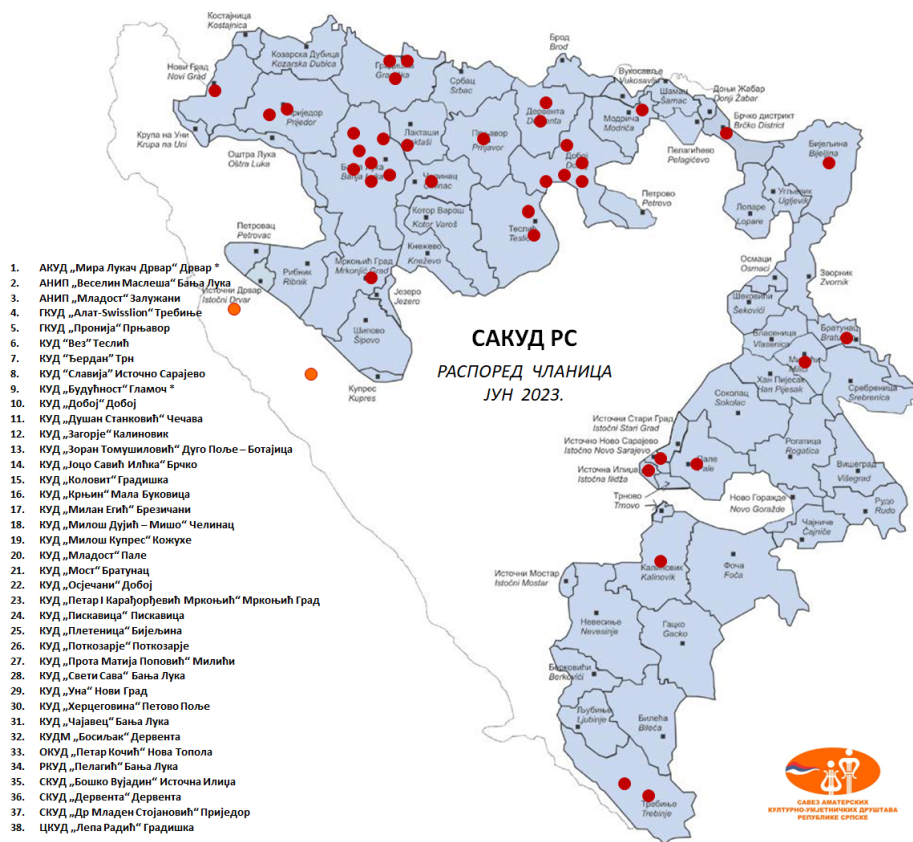 Костајница
Kostajnica
Козарска Дубица
Kozarska Dubica
Нови Град
Novi Grad
Приједор
Prijedor
Крупа на Уни
Krupa na Uni
Оштра Лука
Oštra Luka
Србац
Srbac
Лакташи
Брод
Brod
Дервента
Вукосавље
Vukosavlje
Модрича
Modriča
Шамац
Šamac
Доњи Жабар
Donji Žabar
Брчко дистрикт
Brčko District
Пелагићево
Pelagićevo
Бијељина
Bijeljina
Угљевик
Ugljevik
Лопаре
Lopare
Прњавор
Prnjavor
Добој
Петрово
Petrovo
Челинац
Котор Варош
Kotor Varoš
Кнежево
Kneževo
Теслић
Teslić
Петровац
Petrovac
Рибник
Ribnik
Мркоњић Град
Mrkonjić Grad
Источни Дрвар
Istočni Drvar
Језеро
Jezero
Шипово
Šipovo
Купрес
Kupres
Осмаци
Osmaci
Зворник
Zvornik
Шековићи
Šekovići
Власеница
Vlasenica
Братунац
Хан Пијесак
Han Pijesak
Сребреница
Srebrenica
Соколац
Sokolac
Источни Стари Град
Istočni Stari Grad
Источно Ново Сарајево
Istočno Novo Sarajevo
Источна Илиџа
Istočna Ilidža
Пале
Pale
Рогатица
Rogatica
Вишеград
Višegrad
Трново
Trnovo
Ново Горажде
Novo Goražde
Рудо
Rudo
Чајниче
Čajniče
Фоча
Foča
Калиновик
Kalinovik
Источни Мостар
Istočni Mostar
Невесиње
Nevesinje
Гацко
Gacko
Берковићи
Berkovići
Љубиње
Ljubinje
Билећа
Bileća
Требиње
Trebinje
САКУД РС
РАСПОРЕД ЧЛАНИЦА
ЈУН 2023.
1. АКУД „Мира Лукач Дрвар“ Дрвар *
2. АНИП „Веселин Маслеша“ Бања Лука
3. АНИП „Младост“ Залужани
4. ГКУД „Алат-Swisslion“ Требиње
5. ГКУД „Пронија“ Прњавор
6. КУД “Вез” Теслић
7. КУД “Ђердан” Трн
8. КУД “Славија” Источно Сарајево
9. КУД „Будућност“ Гламоч *
10. КУД „Добој“ Добој
11. КУД „Душан Станковић“ Чечава
12. КУД „Загорје“ Калиновик
13. КУД „Зоран Томушиловић“ Дуго Поље – Ботајица
14. КУД „Јоцо Савић Илћка“ Брчко
15. КУД „Коловит“ Градишка
16. КУД „Крњин“ Мала Буковица
17. КУД „Милан Егић“ Брезичани
18. КУД „Милош Дујић – Мишо“ Челинац
19. КУД „Милош Купрес“ Кожухе
20. КУД „Младост“ Пале
21. КУД „Мост“ Братунац
22. КУД „Осјечани“ Добој
23. КУД „Петар I Карађорђевић Мркоњић“ Мркоњић Град
24. КУД „Пискавица“ Пискавица
25. КУД „Плетеница“ Бијељина
26. КУД „Поткозарје“ Поткозарје
27. КУД „Прота Матија Поповић“ Милићи
28. КУД „Свети Сава“ Бања Лука
29. КУД „Уна“ Нови Град
30. КУД „Херцеговина“ Петово Поље
31. КУД „Чајавец“ Бања Лука
32. КУДМ „Босиљак“ Дервента
33. ОКУД „Петар Кочић“ Нова Топола
34. РКУД „Пелагић“ Бања Лука
35. СКУД „Бошко Вујадин“ Источна Илиџа
36. СКУД „Дервента“ Дервента
37. СКУД „Др Младен Стојановић“ Приједор
38. ЦКУД „Лепа Радић“ Градишка
САВЕЗ АМАТЕРСКИХ
КУЛТУРНО-УМЈЕТНИЧКИХ ДРУШТАВА
РЕПУБЛИКЕ СРПСКЕ